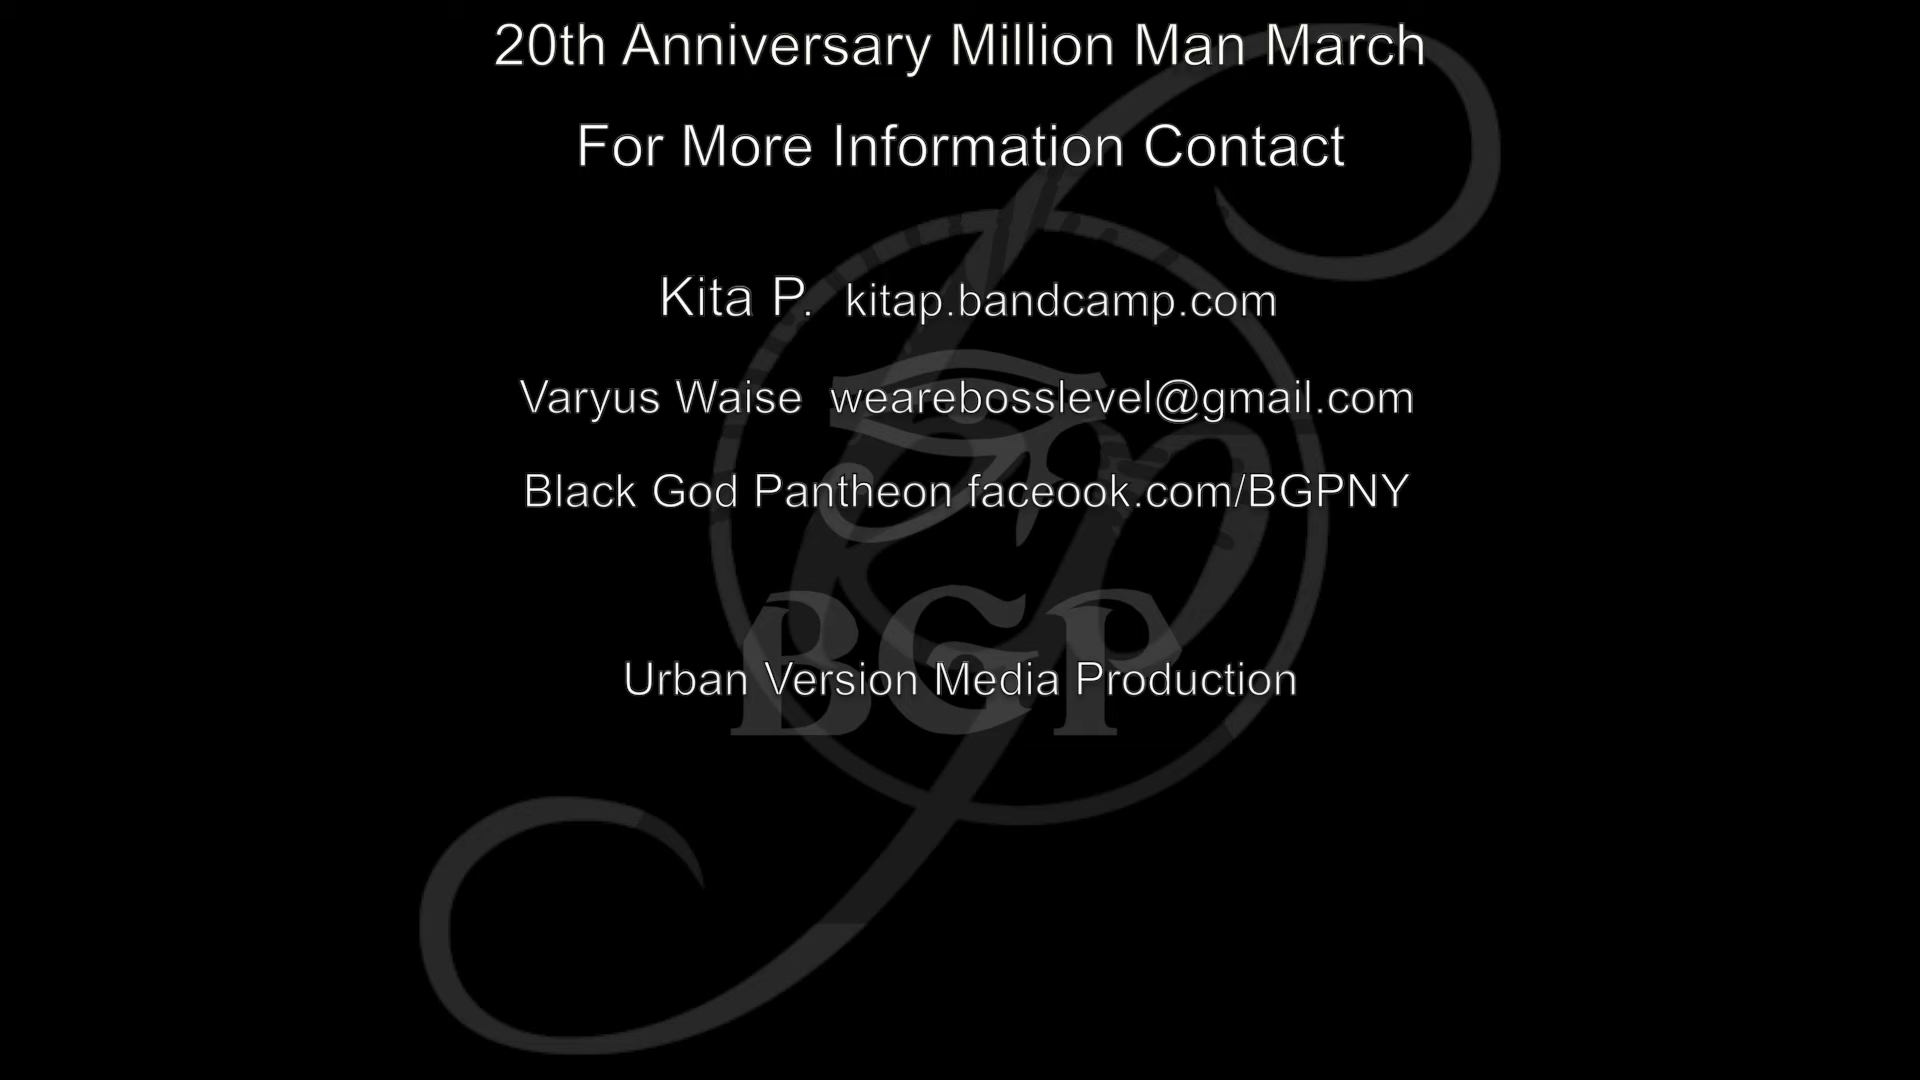 20th Anniversary Million Man March
For More Information Contact
Kita P. kitap.bandcamp.com
Varyus Waise wearebosslevel@gmail.com
Black God Pantheon faceook.com/BGPNY
BGP
Urban Version Media Production